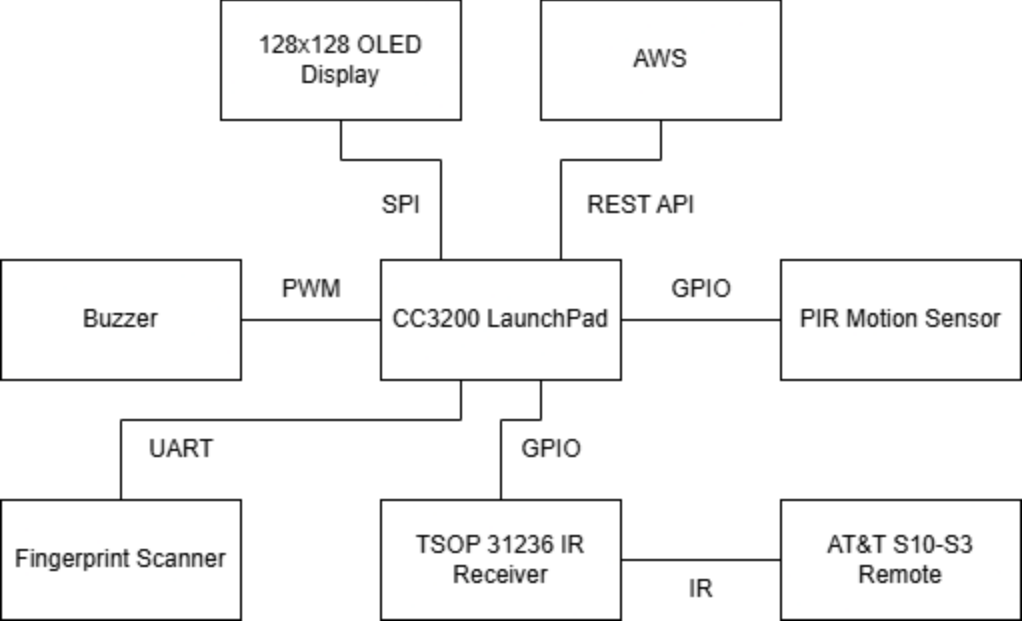 128x128 OLED
Display
AWS
SPI
REST API
Buzzer
PWM
CC3200 LaunchPad
GPIO
PIR Motion Sensor
UART
GPIO
Fingerprint Scanner
TSOP 31236 IR
Receiver
IR
AT&T S10-S3
Remote